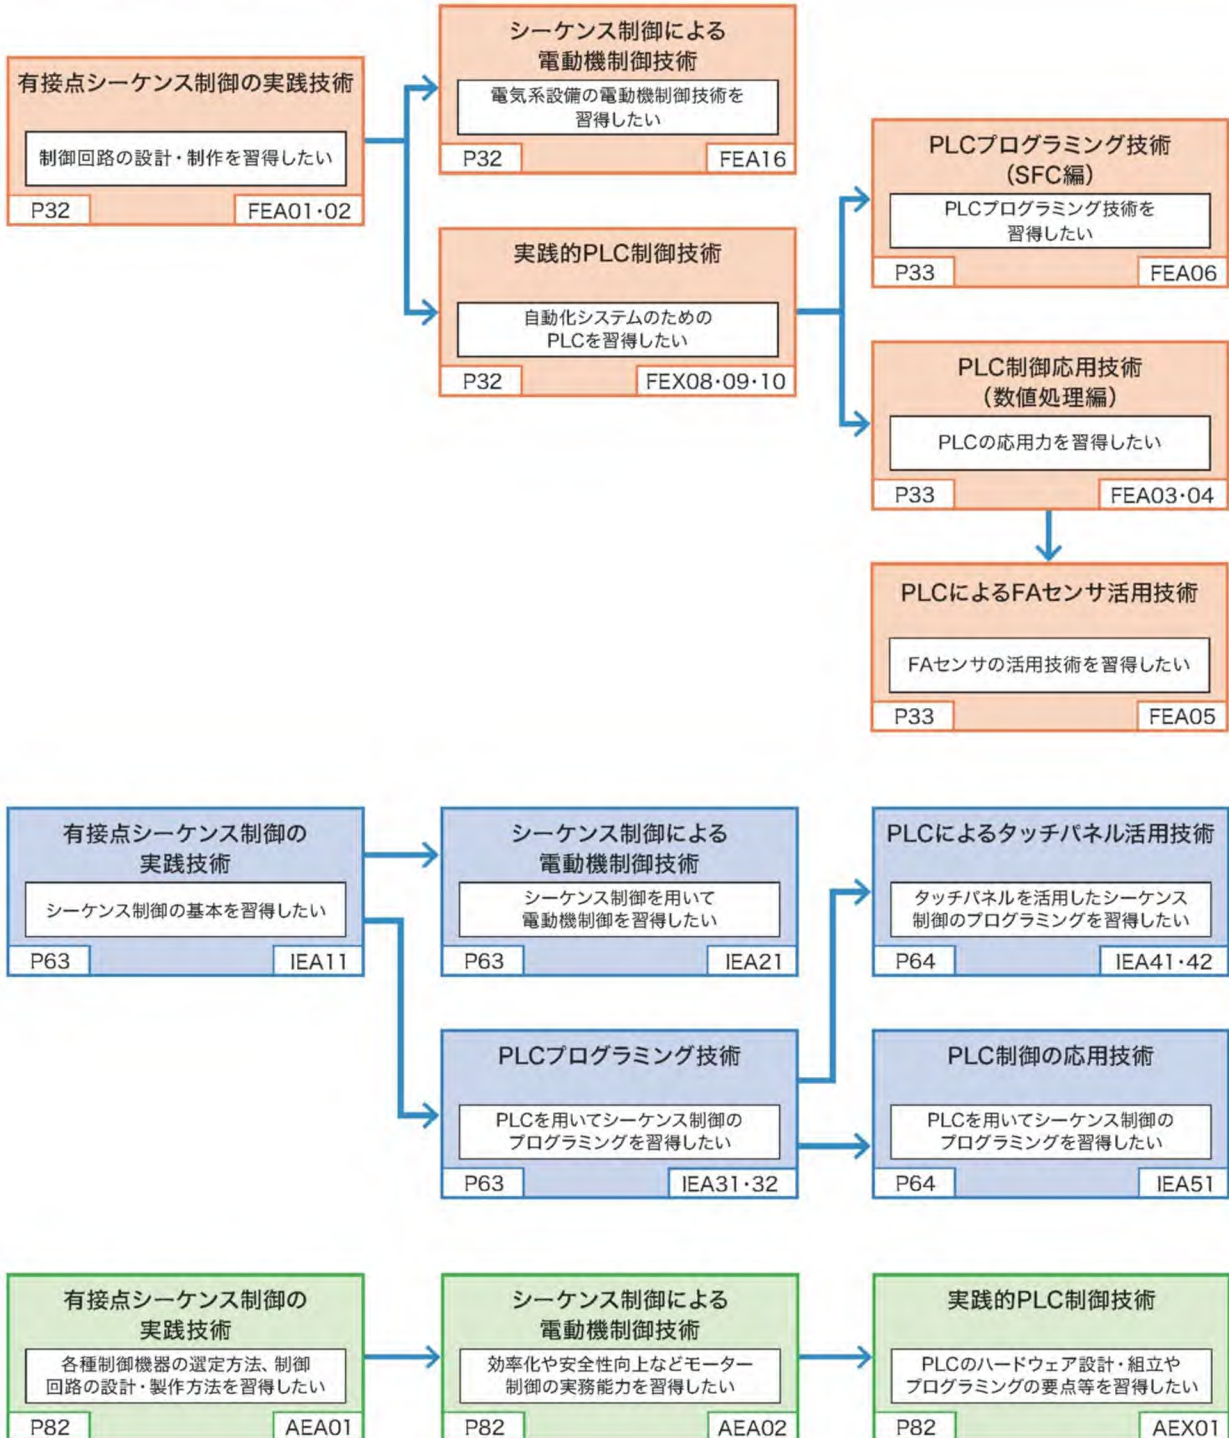 有接点シーケンス制御の実践技術
制御回路の設計・制作を習得したい
P32
FEA01・02
シーケンス制御による
電動機制御技術
電気系設備の電動機制御技術を
習得したい
P32
FEA16
実践的PLC制御技術
自動化システムのための
PLCを習得したい
P32
FEX08・09・10
PLCプログラミング技術
（SFC編）
PLCプログラミング技術を
習得したい
P33
FEA06
PLC制御応用技術
（数値処理編）
PLCの応用力を習得したい
P33
FEA03・04
PLCによるFAセンサ活用技術
FAセンサの活用技術を習得したい
P33
FEA05
有接点シーケンス制御の
実践技術
シーケンス制御の基本を習得したい
P63
IEA11
シーケンス制御による
電動機制御技術
シーケンス制御を用いて
電動機制御を習得したい
P63
IEA21
PLCによるタッチパネル活用技術
タッチパネルを活用したシーケンス
制御のプログラミングを習得したい
P64
IEA41・42
PLCプログラミング技術
PLCを用いてシーケンス制御の
プログラミングを習得したい
P63
IEA31・32
PLC制御の応用技術
PLCを用いてシーケンス制御の
プログラミングを習得したい
P64
IEA51
有接点シーケンス制御の
実践技術
各種制御機器の選定方法、制御
回路の設計・製作方法を習得したい
P82
AEA01
シーケンス制御による
電動機制御技術
効率化や安全性向上などモーター
制御の実務能力を習得したい
P82
AEA02
実践的PLC制御技術
PLCのハードウェア設計・組立や
プログラミングの要点等を習得したい
P82
AEX01